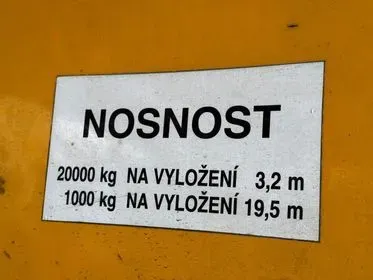 NOSNOST
20000 kg NA VYLOŽENÍ 3,2 m
1000 kg NA VYLOŽENÍ 19,5 m